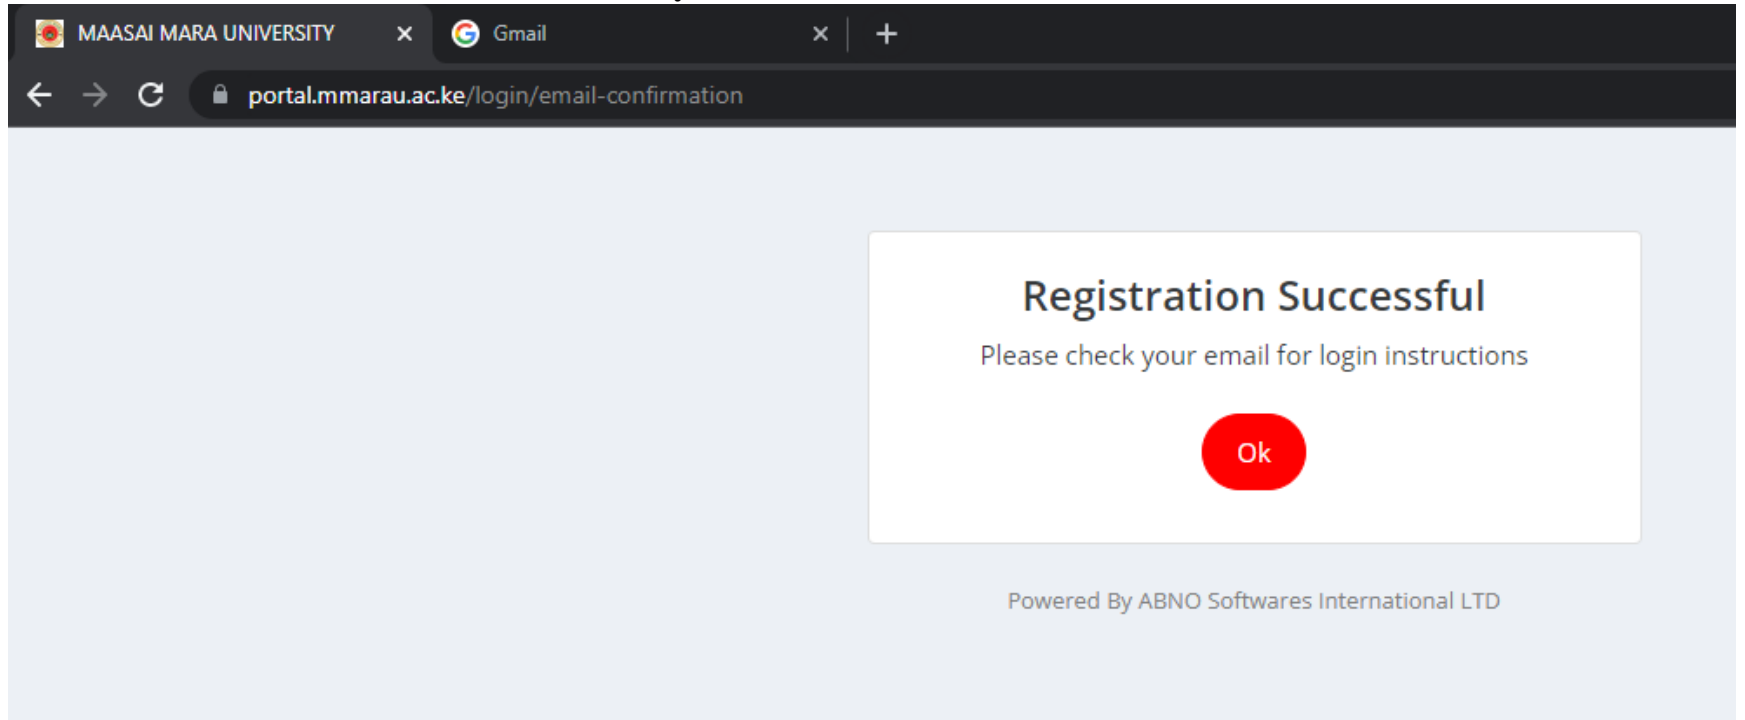 MAASAI MARA UNIVERSITY
Gmail
portal.mmarau.ac.ke/login/email-confirmation
Registration Successful
Please check your email for login instructions
Ok
Powered By ABNO Softwares International LTD